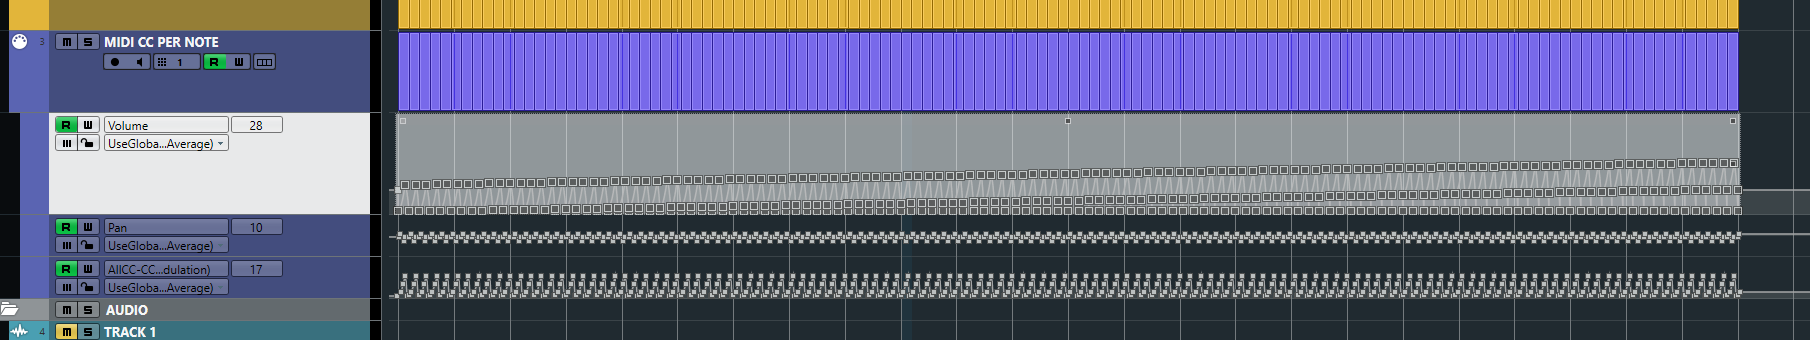 3 M S MIDI CC PER NOTE
1 R W
R W Volume 28
UseGloba...Average)
R W Pan 10
UseGloba...Average)
R W AllCC-CC...dulation) 17
UseGloba...Average)
M S AUDIO
4 M S TRACK 1